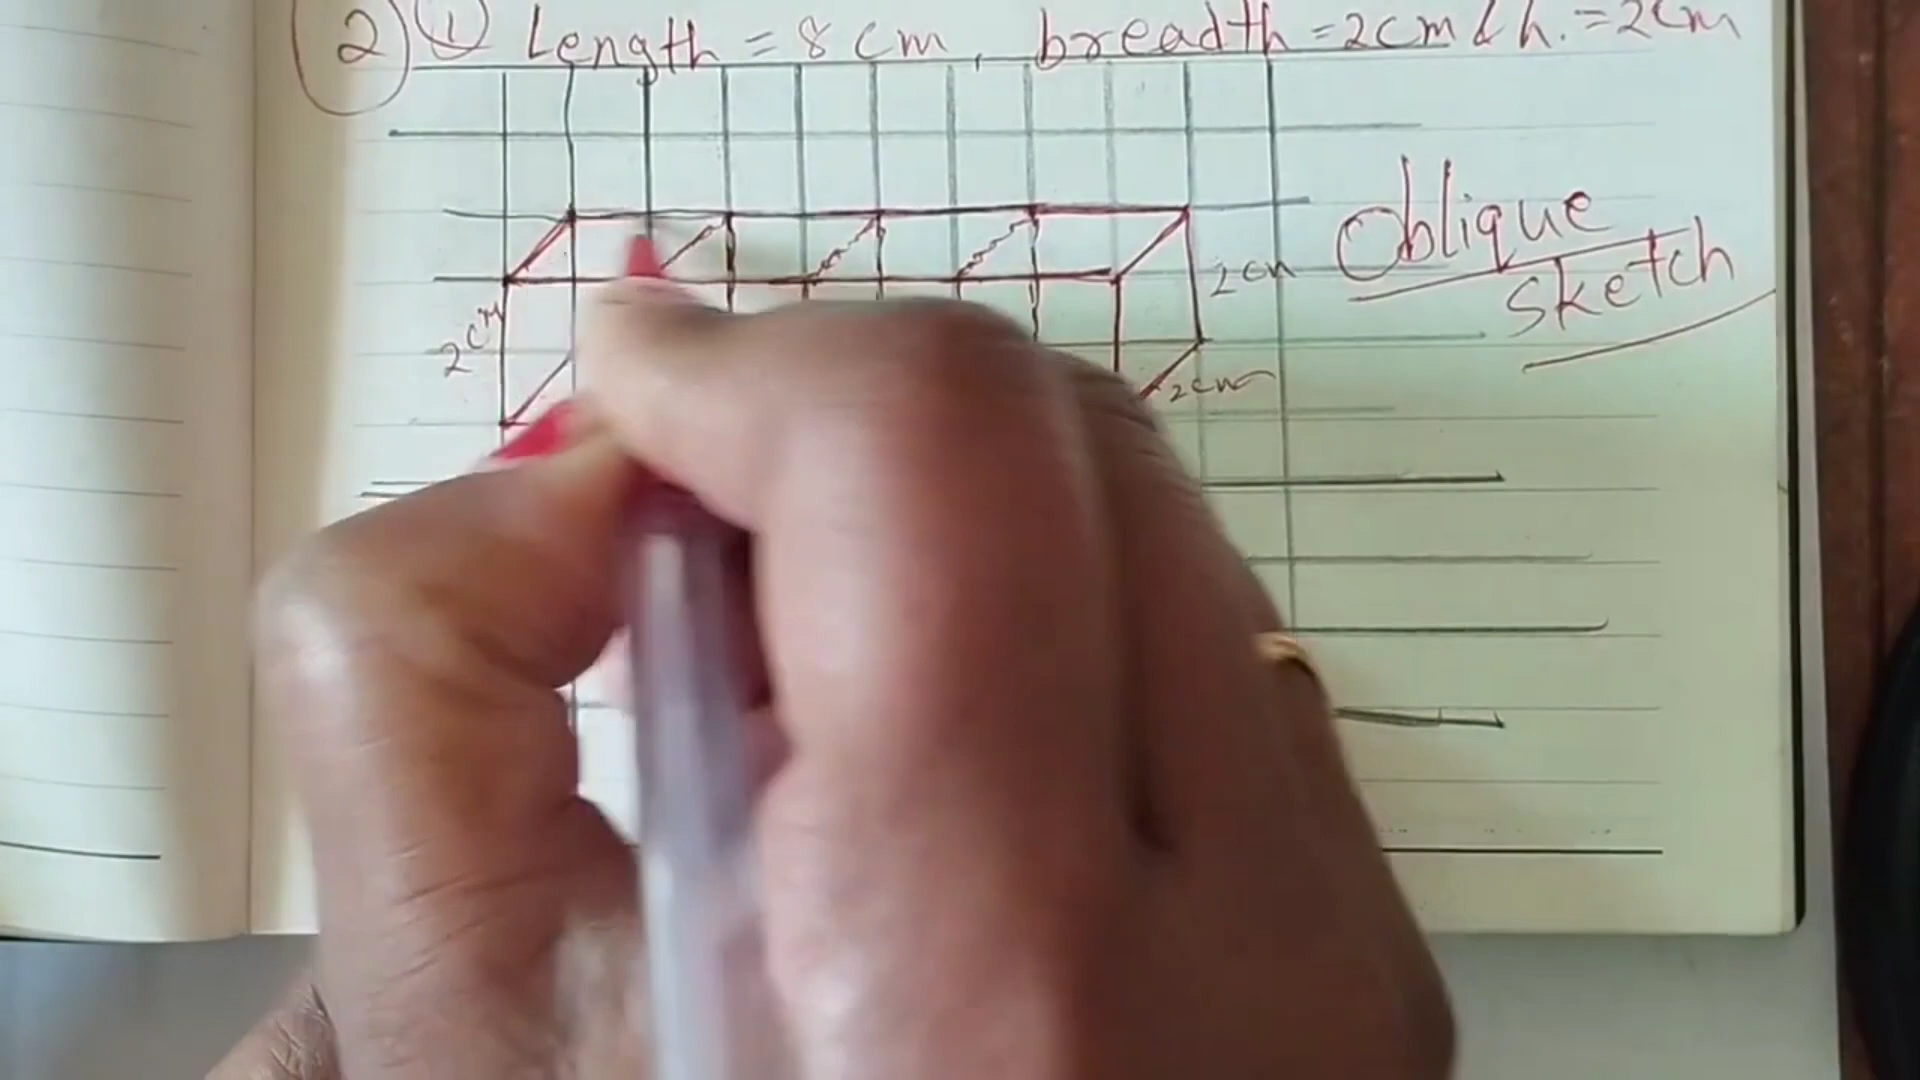 2) ① Length = 8 cm, breadth = 2cm & h. = 2cm
Oblique
sketch
2cm
2cm
2cm